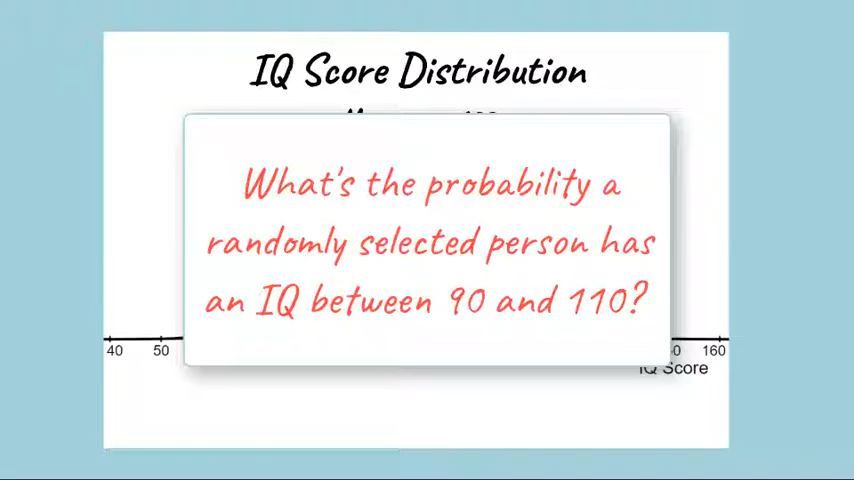 IQ Score Distribution
What's the probability a
randomly selected person has
an IQ between 90 and 110?
40 50 160
IQ Score